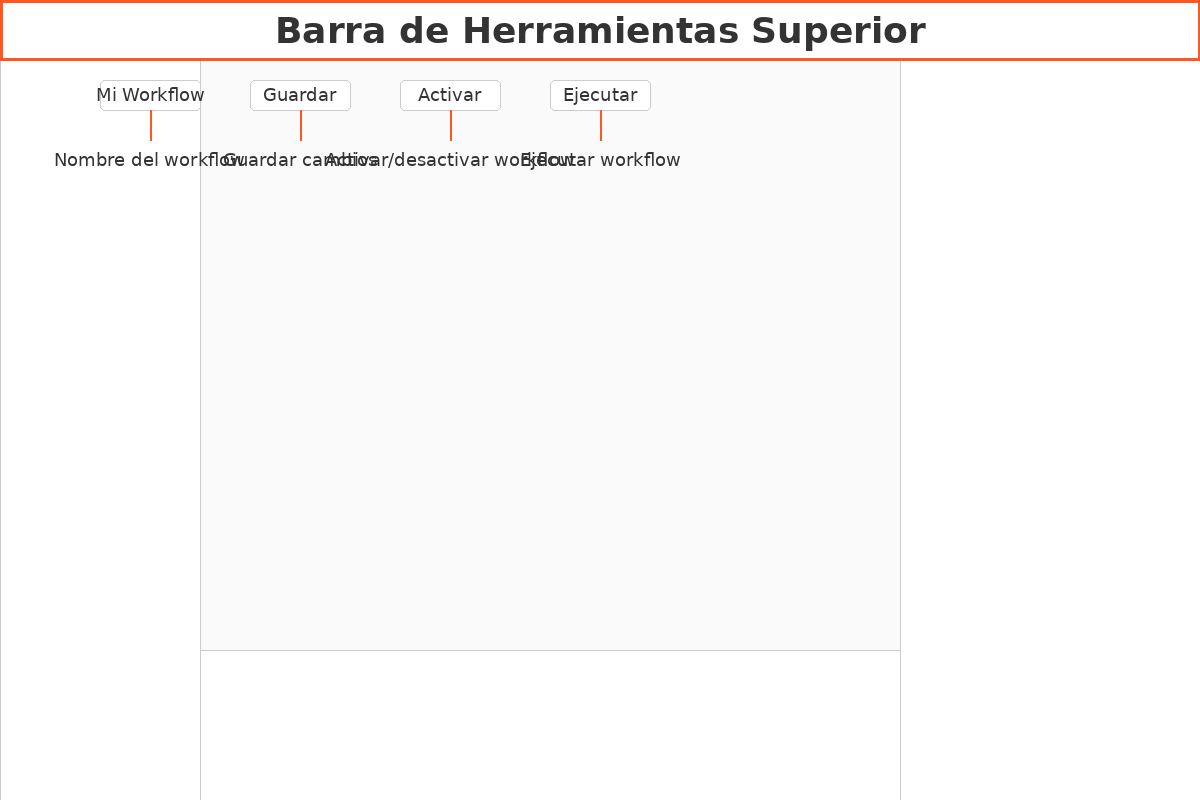 Barra de Herramientas Superior
Mi Workflow
Guardar
Activar
Ejecutar
Nombre del workflow
Guardar cambios
Activar/desactivar workflow
Ejecutar workflow